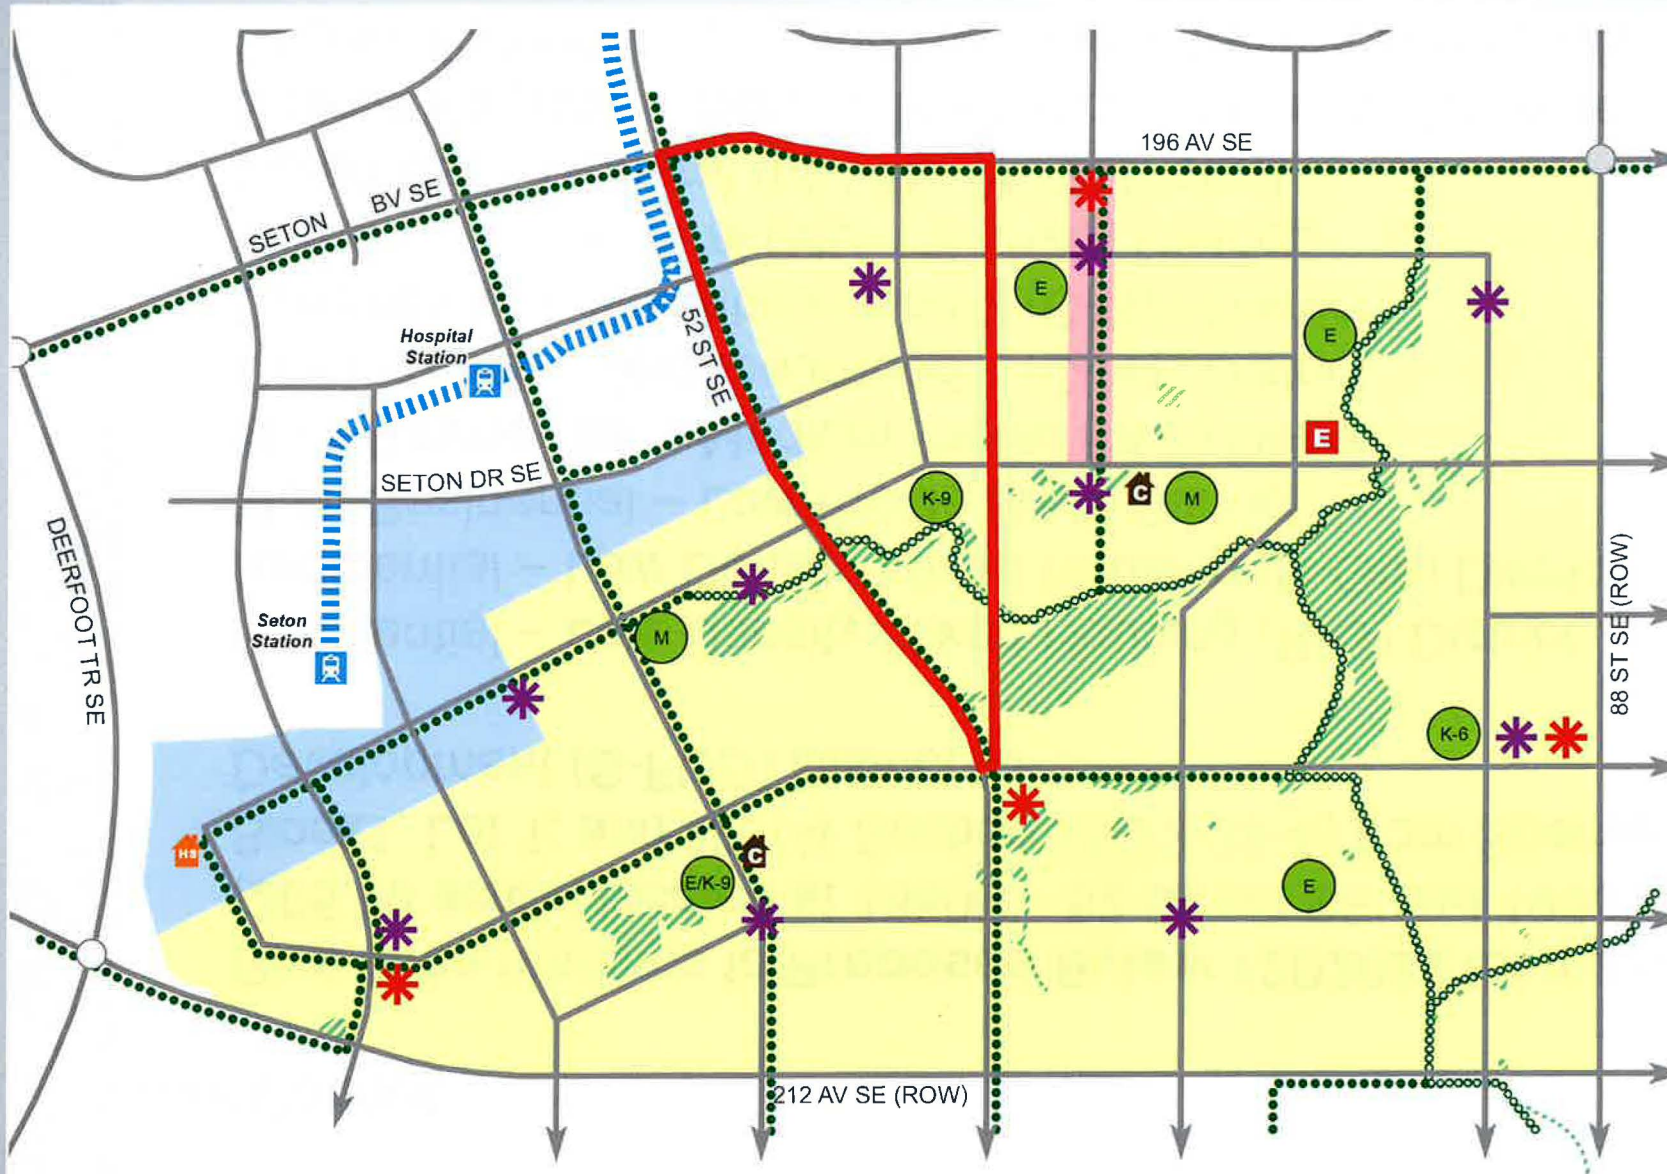 196 AV SE
SETON BV SE
Hospital
Station
52 ST SE
E
E
E
SETON DR SE
K-9
C
M
DEERFOOT TR SE
Seton
Station
M
88 ST SE (ROW)
K-6
HS
C
E/K-9
E
212 AV SE (ROW)